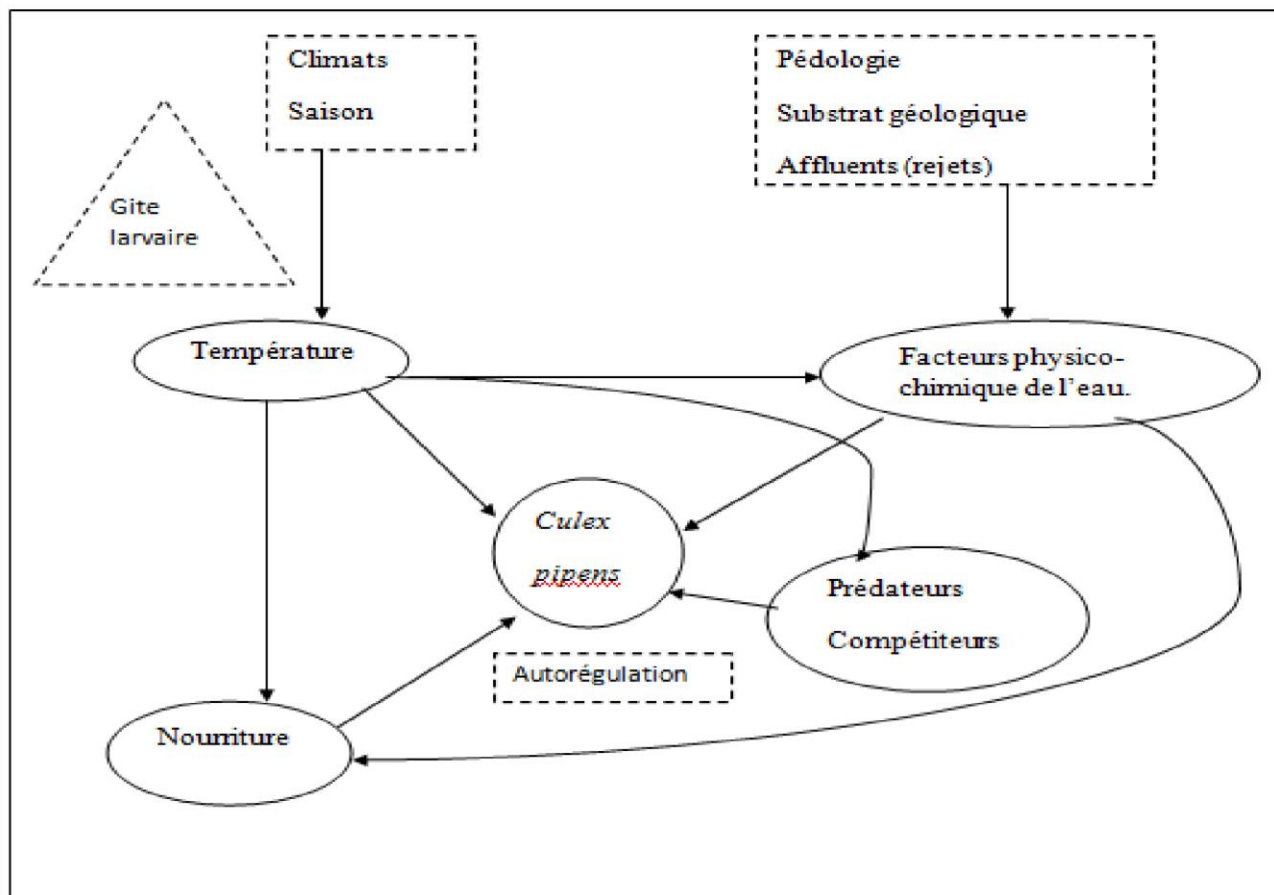 Climats
Saison
Pédologie
Substrat géologique
Affluents (rejets)
Gite
larvaire
Température
Facteurs physico-
chimique de l'eau.
Culex
pipens
Prédateurs
Compétiteurs
Autorégulation
Nourriture